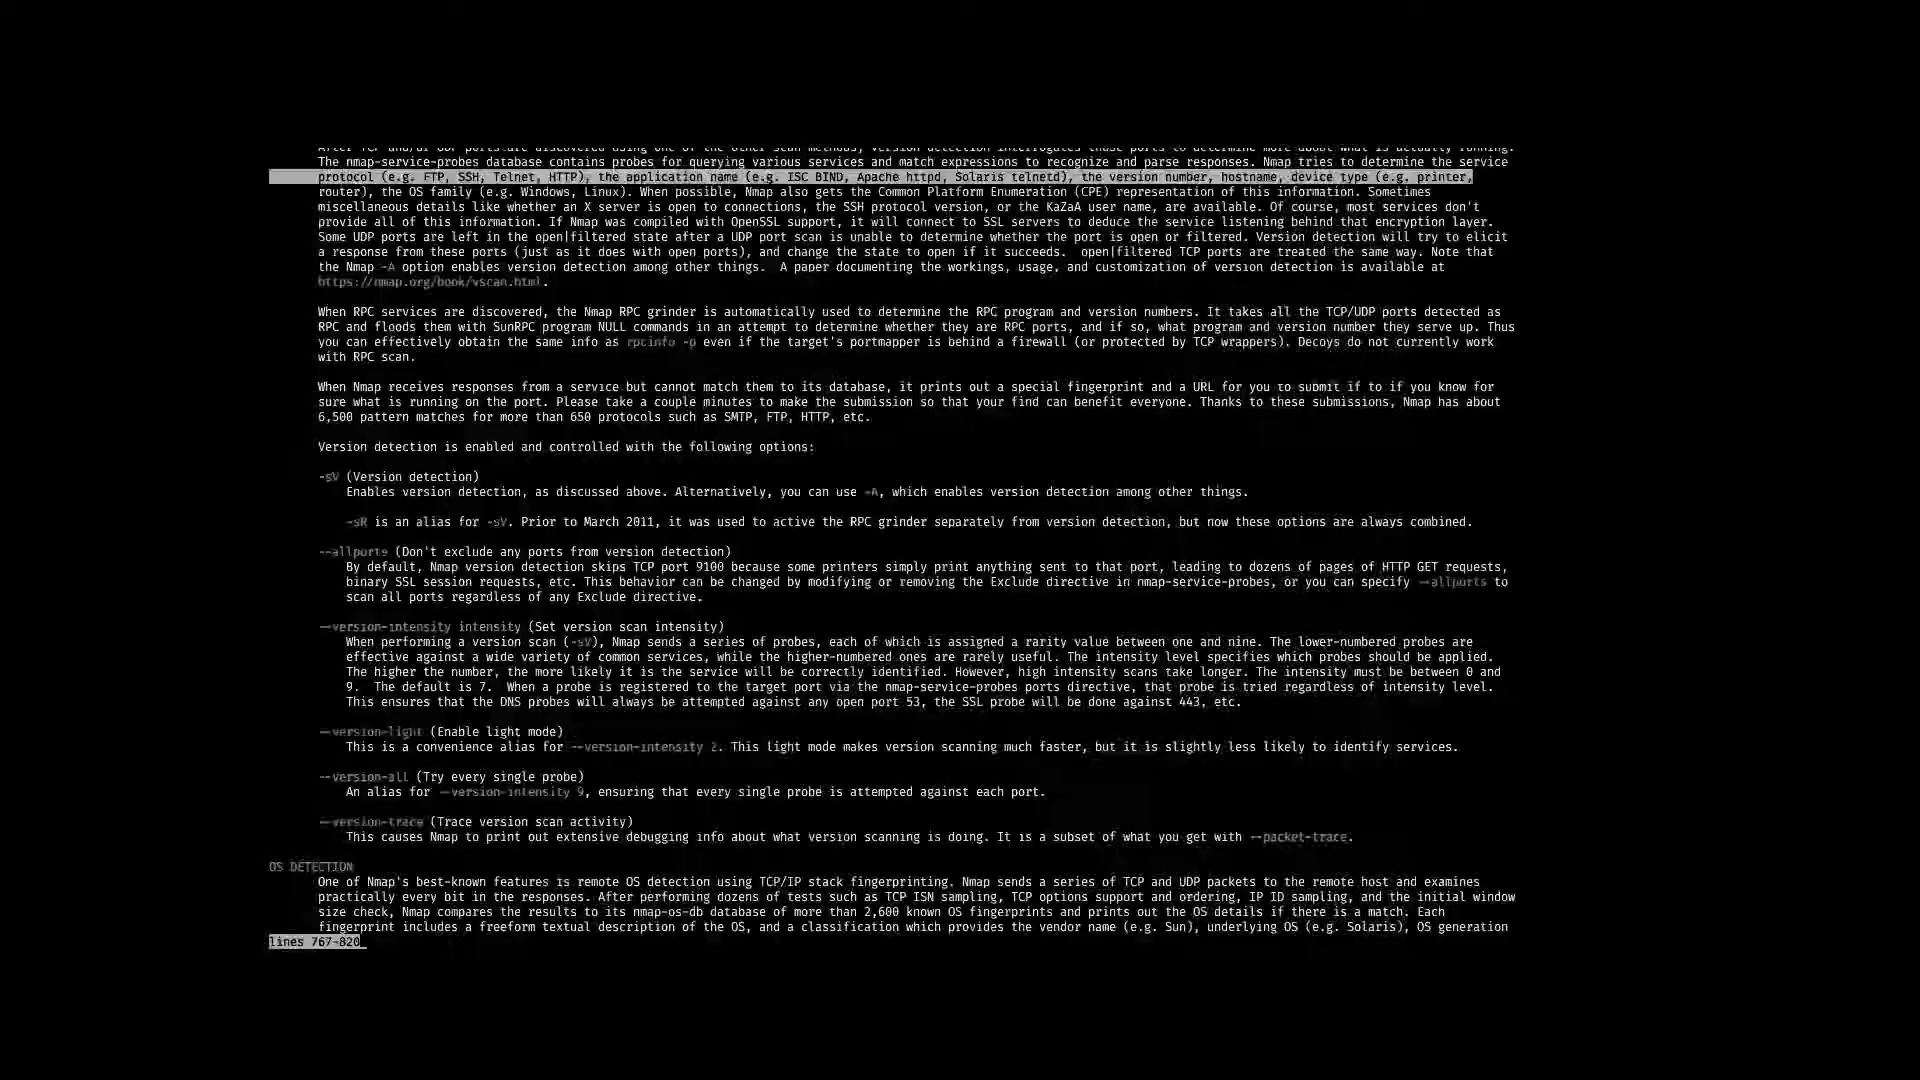 After TCP and/or UDP ports are discovered using one of the other scan methods, version detection interrogates those ports to determine more about what is actually running.
The nmap-service-probes database contains probes for querying various services and match expressions to recognize and parse responses. Nmap tries to determine the service
protocol (e.g. FTP, SSH, Telnet, HTTP), the application name (e.g. ISC BIND, Apache httpd, Solaris telnetd), the version number, hostname, device type (e.g. printer,
router), the OS family (e.g. Windows, Linux). When possible, Nmap also gets the Common Platform Enumeration (CPE) representation of this information. Sometimes
miscellaneous details like whether an X server is open to connections, the SSH protocol version, or the KaZaA user name, are available. Of course, most services don't
provide all of this information. If Nmap was compiled with OpenSSL support, it will connect to SSL servers to deduce the service listening behind that encryption layer.
Some UDP ports are left in the open|filtered state after a UDP port scan is unable to determine whether the port is open or filtered. Version detection will try to elicit
a response from these ports (just as it does with open ports), and change the state to open if it succeeds.  open|filtered TCP ports are treated the same way. Note that
the Nmap -A option enables version detection among other things.  A paper documenting the workings, usage, and customization of version detection is available at
https://nmap.org/book/vscan.html.
When RPC services are discovered, the Nmap RPC grinder is automatically used to determine the RPC program and version numbers. It takes all the TCP/UDP ports detected as
RPC and floods them with SunRPC program NULL commands in an attempt to determine whether they are RPC ports, and if so, what program and version number they serve up. Thus
you can effectively obtain the same info as rpcinfo -p even if the target's portmapper is behind a firewall (or protected by TCP wrappers). Decoys do not currently work
with RPC scan.
When Nmap receives responses from a service but cannot match them to its database, it prints out a special fingerprint and a URL for you to submit if to if you know for
sure what is running on the port. Please take a couple minutes to make the submission so that your find can benefit everyone. Thanks to these submissions, Nmap has about
6,500 pattern matches for more than 650 protocols such as SMTP, FTP, HTTP, etc.
Version detection is enabled and controlled with the following options:
-sV (Version detection)
Enables version detection, as discussed above. Alternatively, you can use -A, which enables version detection among other things.
-sR is an alias for -sV. Prior to March 2011, it was used to active the RPC grinder separately from version detection, but now these options are always combined.
--allports (Don't exclude any ports from version detection)
By default, Nmap version detection skips TCP port 9100 because some printers simply print anything sent to that port, leading to dozens of pages of HTTP GET requests,
binary SSL session requests, etc. This behavior can be changed by modifying or removing the Exclude directive in nmap-service-probes, or you can specify --allports to
scan all ports regardless of any Exclude directive.
--version-intensity intensity (Set version scan intensity)
When performing a version scan (-sV), Nmap sends a series of probes, each of which is assigned a rarity value between one and nine. The lower-numbered probes are
effective against a wide variety of common services, while the higher-numbered ones are rarely useful. The intensity level specifies which probes should be applied.
The higher the number, the more likely it is the service will be correctly identified. However, high intensity scans take longer. The intensity must be between 0 and
9.  The default is 7.  When a probe is registered to the target port via the nmap-service-probes ports directive, that probe is tried regardless of intensity level.
This ensures that the DNS probes will always be attempted against any open port 53, the SSL probe will be done against 443, etc.
--version-light (Enable light mode)
This is a convenience alias for --version-intensity 2. This light mode makes version scanning much faster, but it is slightly less likely to identify services.
--version-all (Try every single probe)
An alias for --version-intensity 9, ensuring that every single probe is attempted against each port.
--version-trace (Trace version scan activity)
This causes Nmap to print out extensive debugging info about what version scanning is doing. It is a subset of what you get with --packet-trace.
OS DETECTION
One of Nmap's best-known features is remote OS detection using TCP/IP stack fingerprinting. Nmap sends a series of TCP and UDP packets to the remote host and examines
practically every bit in the responses. After performing dozens of tests such as TCP ISN sampling, TCP options support and ordering, IP ID sampling, and the initial window
size check, Nmap compares the results to its nmap-os-db database of more than 2,600 known OS fingerprints and prints out the OS details if there is a match. Each
fingerprint includes a freeform textual description of the OS, and a classification which provides the vendor name (e.g. Sun), underlying OS (e.g. Solaris), OS generation
lines 767-820